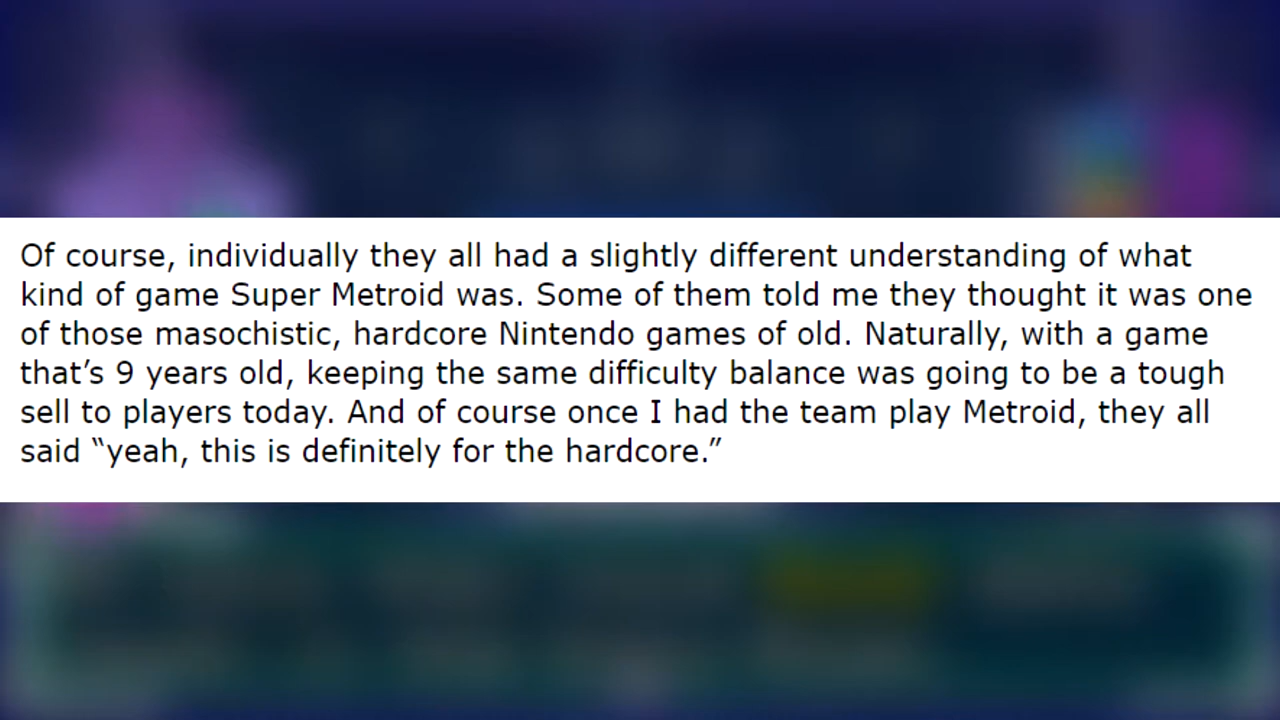 Of course, individually they all had a slightly different understanding of what
kind of game Super Metroid was. Some of them told me they thought it was one
of those masochistic, hardcore Nintendo games of old. Naturally, with a game
that’s 9 years old, keeping the same difficulty balance was going to be a tough
sell to players today. And of course once I had the team play Metroid, they all
said “yeah, this is definitely for the hardcore.”